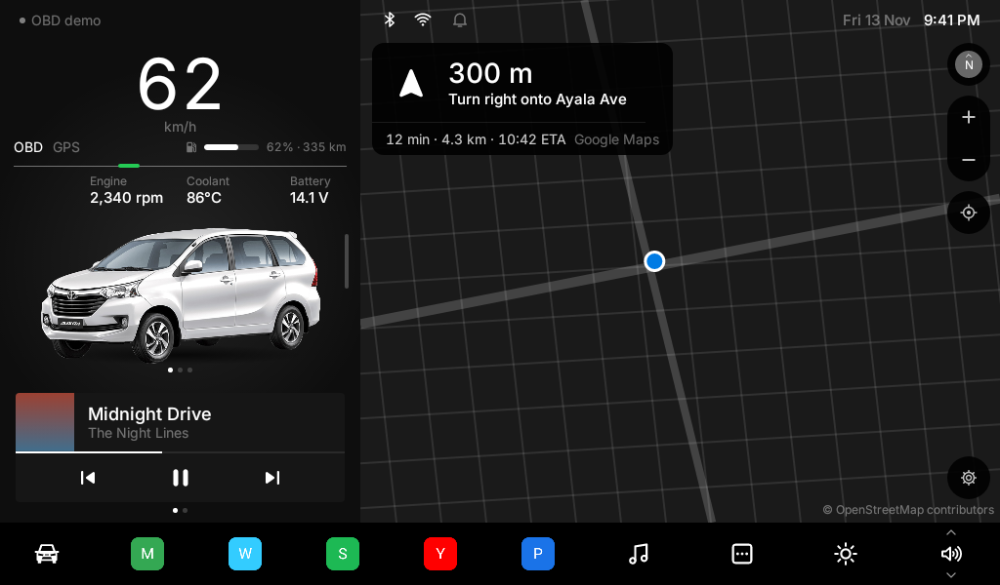 OBD demo
Fri 13 Nov 9:41 PM
62
km/h
OBD GPS 62% · 335 km
Engine Coolant Battery
2,340 rpm 86°C 14.1 V
300 m
Turn right onto Ayala Ave
12 min · 4.3 km · 10:42 ETA Google Maps
N
+
−
Midnight Drive
The Night Lines
© OpenStreetMap contributors
M W S Y P